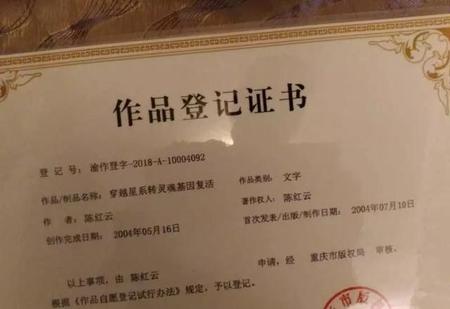 作品登记证书
登 记 号：渝作登字-2018-A-10004092
作品/制品名称：穿越星系转灵魂基因复活 作品类别：文字
作 者：陈红云 著作权人：陈红云
创作完成日期：2004年05月16日 首次发表/出版/制作日期：2004年07月10日
以上事项，由 陈红云 申请，经 重庆市版权局 审核，
根据《作品自愿登记试行办法》规定，予以登记。
市版